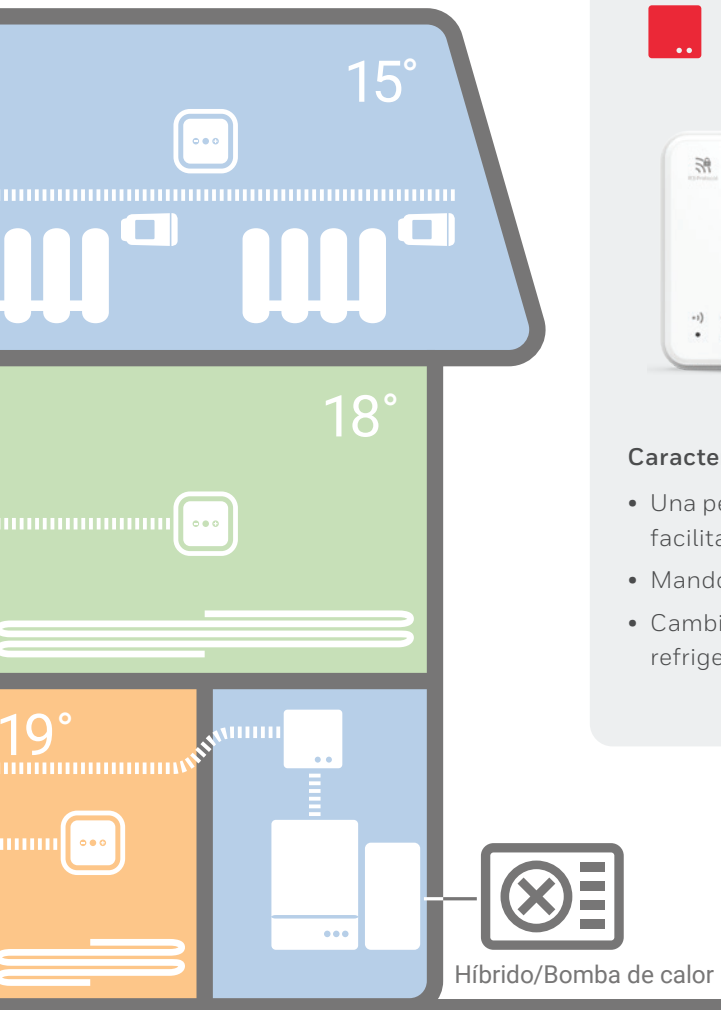 15°
18°
19°
Híbrido/Bomba de calor
Caracte
• Una pe
facilita
• Mando
• Cambi
refrige